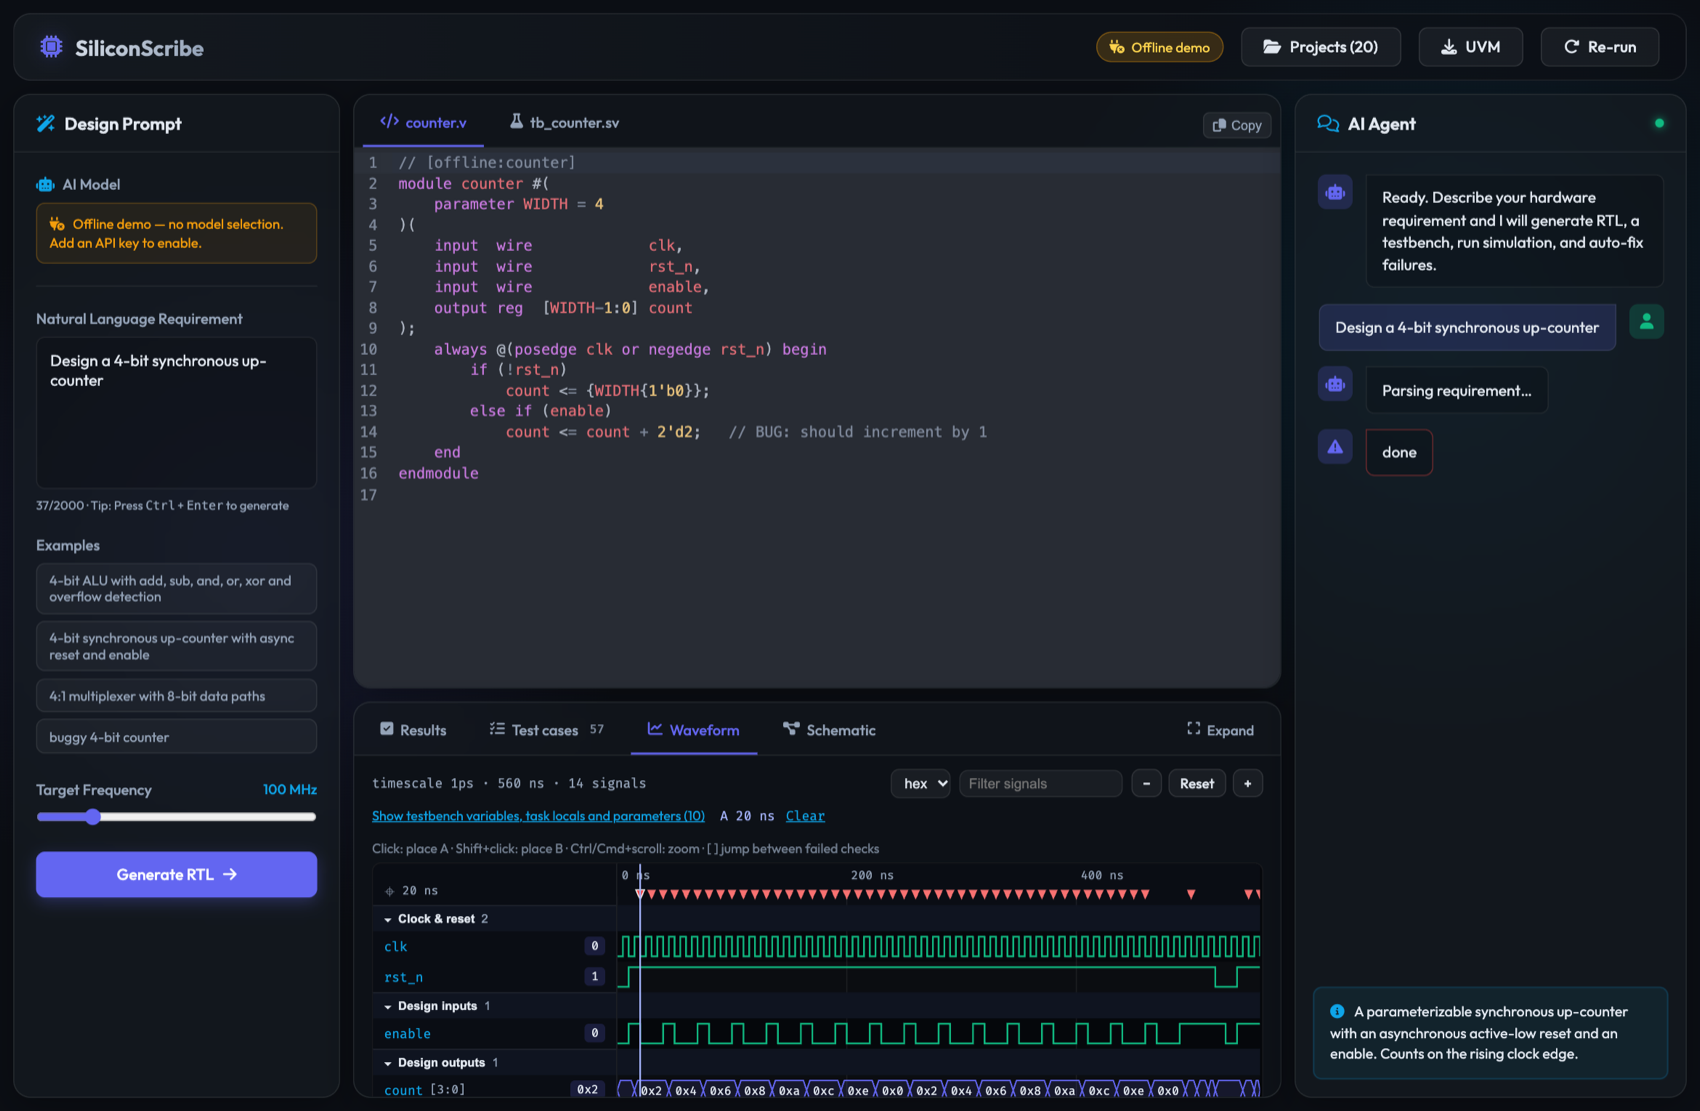 SiliconScribe
Offline demo
Projects (20)
UVM
Re-run
Design Prompt
AI Model
Offline demo — no model selection.
Add an API key to enable.
Natural Language Requirement
Design a 4-bit synchronous up-
counter
37/2000 · Tip: Press Ctrl + Enter to generate
Examples
4-bit ALU with add, sub, and, or, xor and
overflow detection
4-bit synchronous up-counter with async
reset and enable
4:1 multiplexer with 8-bit data paths
buggy 4-bit counter
Target Frequency
100 MHz
Generate RTL →
</> counter.v
tb_counter.sv
Copy
1 // [offline:counter]
2 module counter #(
3     parameter WIDTH = 4
4 )(
5     input  wire             clk,
6     input  wire             rst_n,
7     input  wire             enable,
8     output reg  [WIDTH-1:0] count
9 );
10     always @(posedge clk or negedge rst_n) begin
11         if (!rst_n)
12             count <= {WIDTH{1'b0}};
13         else if (enable)
14             count <= count + 2'd2;   // BUG: should increment by 1
15     end
16 endmodule
17
Results
Test cases 57
Waveform
Schematic
Expand
timescale 1ps · 560 ns · 14 signals
hex
Filter signals
−
Reset
+
Show testbench variables, task locals and parameters (10)
A 20 ns
Clear
Click: place A · Shift+click: place B · Ctrl/Cmd+scroll: zoom · [ ] jump between failed checks
20 ns
0 ns
200 ns
400 ns
Clock & reset 2
clk 0
rst_n 1
Design inputs 1
enable 0
Design outputs 1
count [3:0] 0x2
0x2 0x4 0x6 0x8 0xa 0xc 0xe 0x0 0x2 0x4 0x6 0x8 0xa 0xc 0xe 0x0
AI Agent
Ready. Describe your hardware
requirement and I will generate RTL, a
testbench, run simulation, and auto-fix
failures.
Design a 4-bit synchronous up-counter
Parsing requirement...
done
A parameterizable synchronous up-counter
with an asynchronous active-low reset and an
enable. Counts on the rising clock edge.